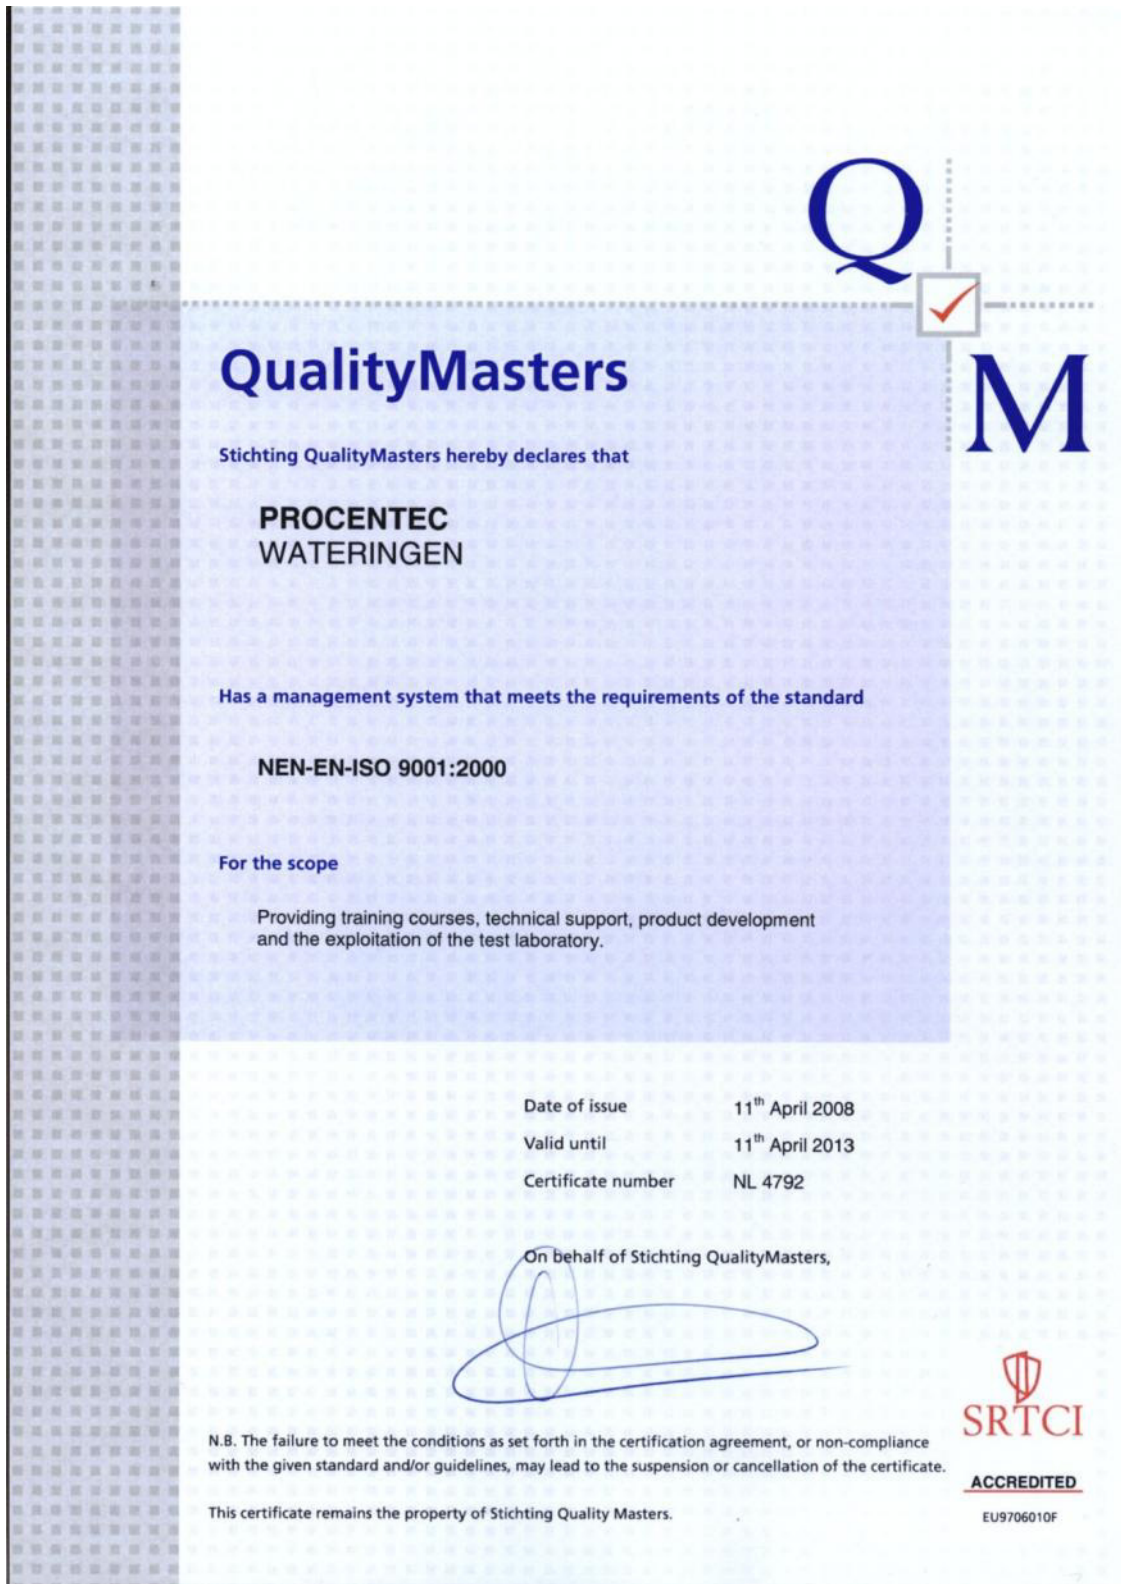 Q
M
QualityMasters
Stichting QualityMasters hereby declares that
PROCENTEC
WATERINGEN
Has a management system that meets the requirements of the standard
NEN-EN-ISO 9001:2000
For the scope
Providing training courses, technical support, product development
and the exploitation of the test laboratory.
Date of issue 11th April 2008
Valid until 11th April 2013
Certificate number NL 4792
On behalf of Stichting QualityMasters,
SRTCI
N.B. The failure to meet the conditions as set forth in the certification agreement, or non-compliance
with the given standard and/or guidelines, may lead to the suspension or cancellation of the certificate.
ACCREDITED
This certificate remains the property of Stichting Quality Masters.
EU9706010F